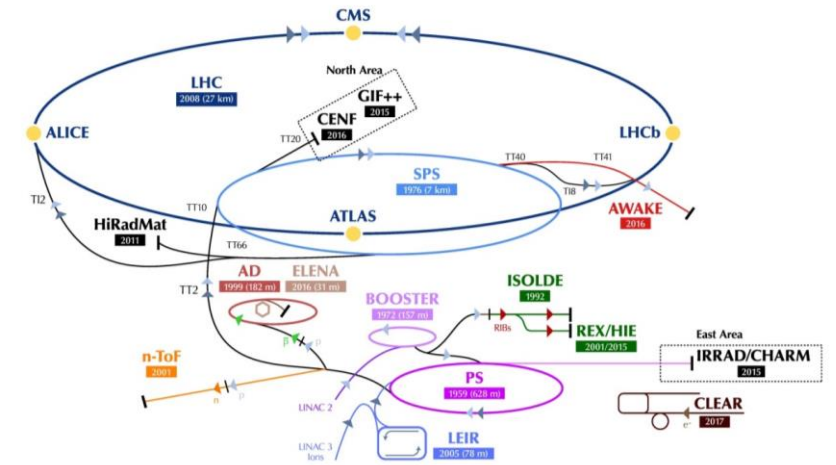 CMS
North Area
LHC
2008 (27 km)
GIF++
2015
CENF
2016
TT20
ALICE
LHCb
TT40
TT41
SPS
1976 (7 km)
TI8
TI2
TT10
AWAKE
2016
ATLAS
HiRadMat
2011
TT66
AD
1999 (182 m)
ELENA
2016 (31 m)
TT2
ISOLDE
1992
BOOSTER
1972 (157 m)
RIBs
REX/HIE
2001/2015
East Area
p
n-ToF
2001
IRRAD/CHARM
2015
PS
1959 (628 m)
n
p
LINAC 2
CLEAR
2017
e⁻
LINAC 3
Ions
LEIR
2005 (78 m)